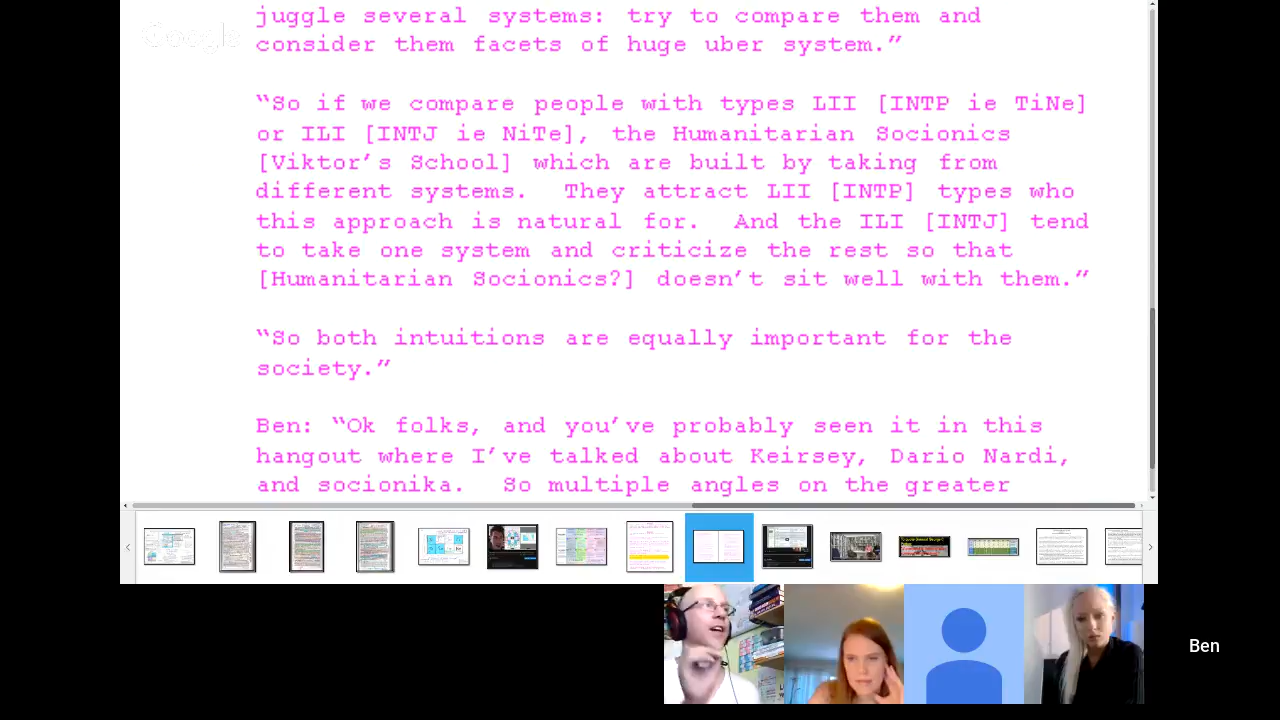 Google
juggle several systems: try to compare them and
consider them facets of huge uber system.”
“So if we compare people with types LII [INTP ie TiNe]
or ILI [INTJ ie NiTe], the Humanitarian Socionics
[Viktor’s School] which are built by taking from
different systems. They attract LII [INTP] types who
this approach is natural for. And the ILI [INTJ] tend
to take one system and criticize the rest so that
[Humanitarian Socionics?] doesn’t sit well with them.”
“So both intuitions are equally important for the
society.”
Ben: “Ok folks, and you’ve probably seen it in this
hangout where I’ve talked about Keirsey, Dario Nardi,
and socionika. So multiple angles on the greater
Ben